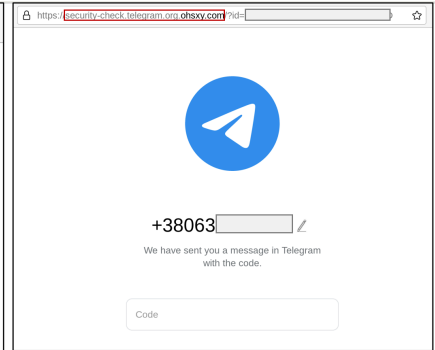 https://security-check.telegram.org.ohsxy.com/?id=
+38063
We have sent you a message in Telegram
with the code.
Code